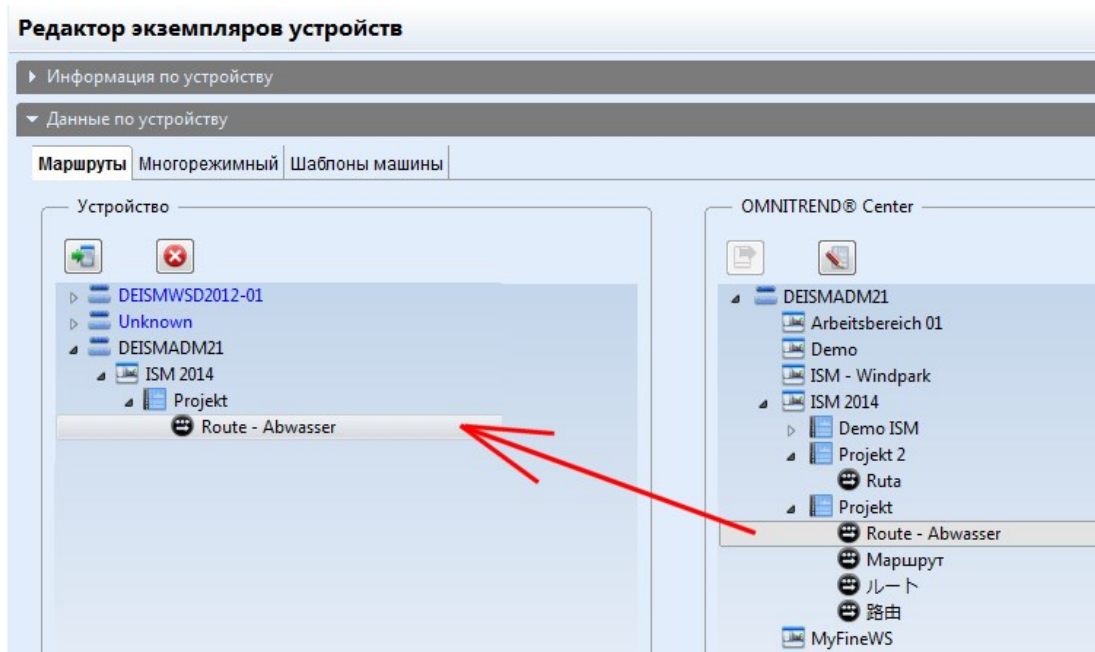 Редактор экземпляров устройств
Информация по устройству
Данные по устройству
Маршруты Многорежимный Шаблоны машины
Устройство
DEISMWSD2012-01
Unknown
DEISMADM21
ISM 2014
Projekt
Route - Abwasser
OMNITREND® Center
DEISMADM21
Arbeitsbereich 01
Demo
ISM - Windpark
ISM 2014
Demo ISM
Projekt 2
Ruta
Projekt
Route - Abwasser
Маршрут
ルート
路由
MyFineWS